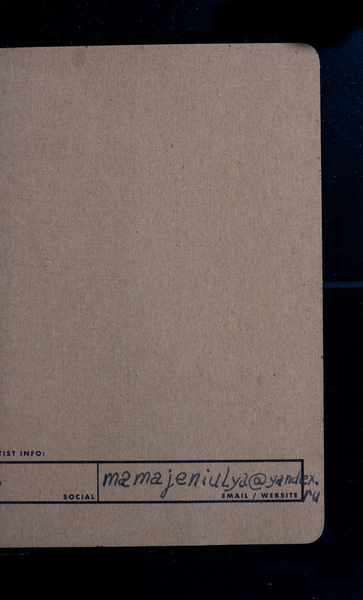 TIST INFO:
mamajeniulya@yandex.
ru
SOCIAL
EMAIL / WEBSITE